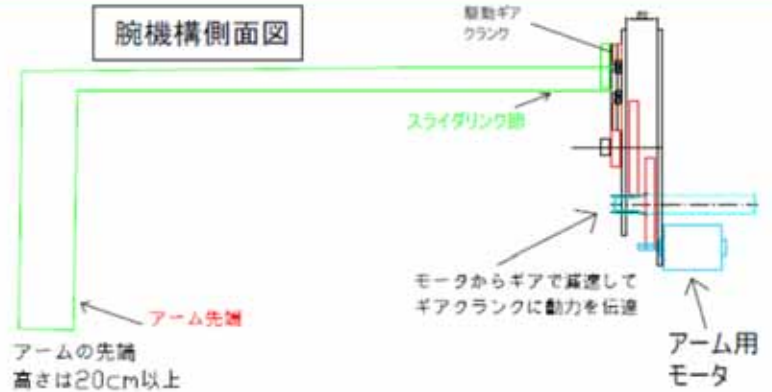 腕機構側面図
駆動ギア
クランク
スライダリンク節
モータからギアで減速して
ギアクランクに動力を伝達
アーム先端
アームの先端
高さは20cm以上
アーム用
モータ